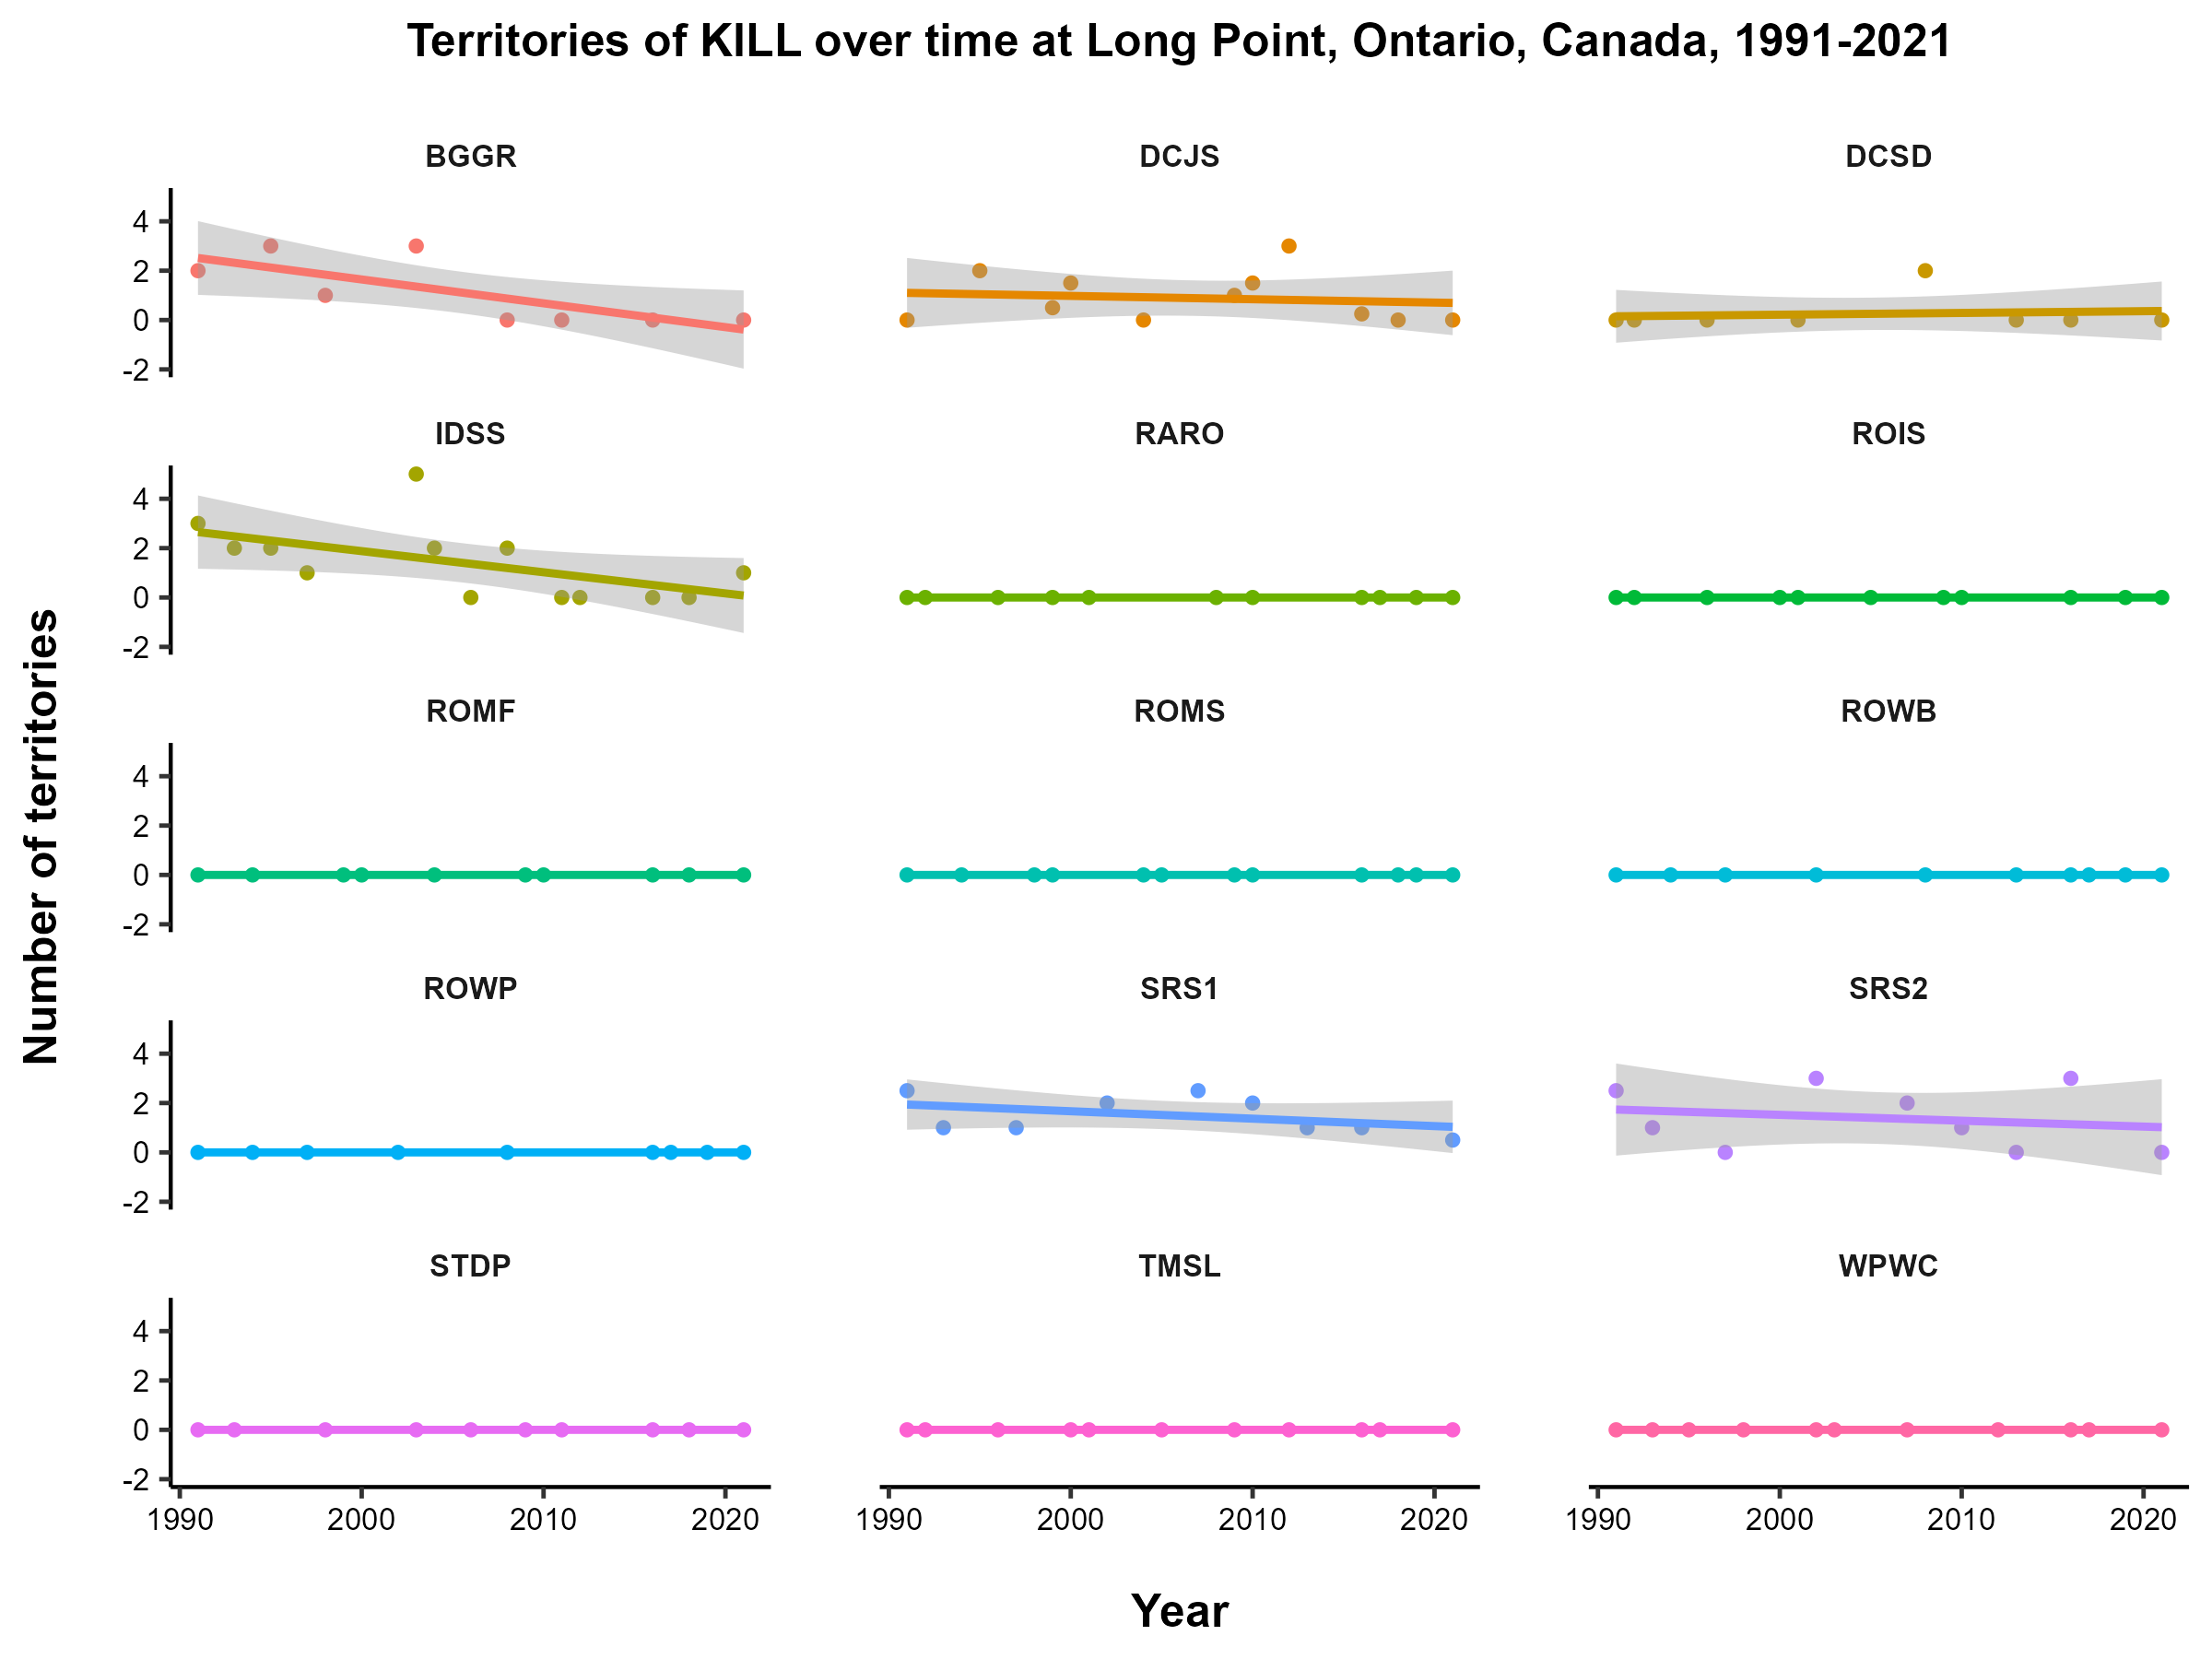 Territories of KILL over time at Long Point, Ontario, Canada, 1991-2021
BGGR
DCJS
DCSD
4
2
0
-2
IDSS
RARO
ROIS
4
2
0
-2
ROMF
ROMS
ROWB
4
2
0
-2
ROWP
SRS1
SRS2
4
2
0
-2
STDP
TMSL
WPWC
4
2
0
-2
1990 2000 2010 2020
1990 2000 2010 2020
1990 2000 2010 2020
Number of territories
Year